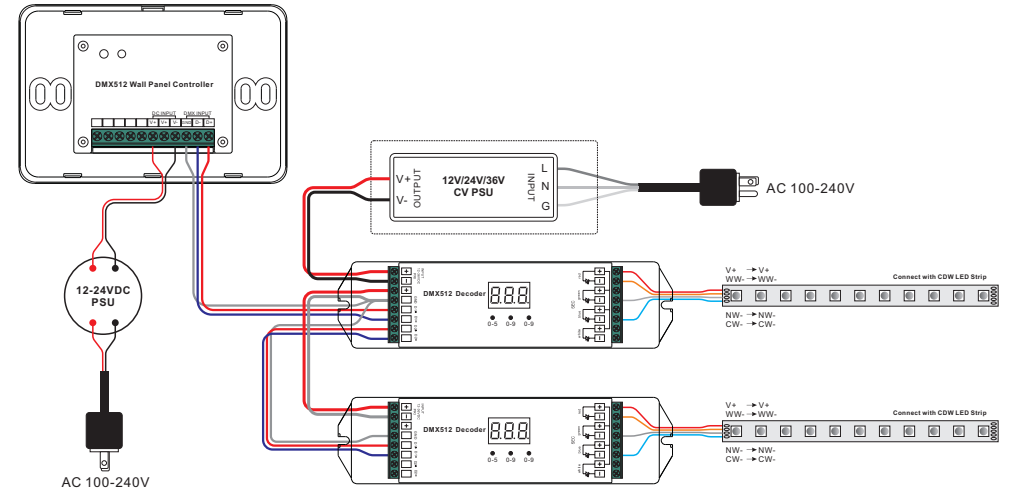 DMX512 Wall Panel Controller
DC INPUT DMX INPUT
V+ V+ V- GND D- D+
12-24VDC
PSU
AC 100-240V
V+
V-
OUTPUT
12V/24V/36V
CV PSU
INPUT
L
N
G
AC 100-240V
DMX512 Decoder
0-5 0-9 0-9
V+ → V+
WW- → WW-
NW- → NW-
CW- → CW-
Connect with CDW LED Strip
DMX512 Decoder
0-5 0-9 0-9
V+ → V+
WW- → WW-
NW- → NW-
CW- → CW-
Connect with CDW LED Strip